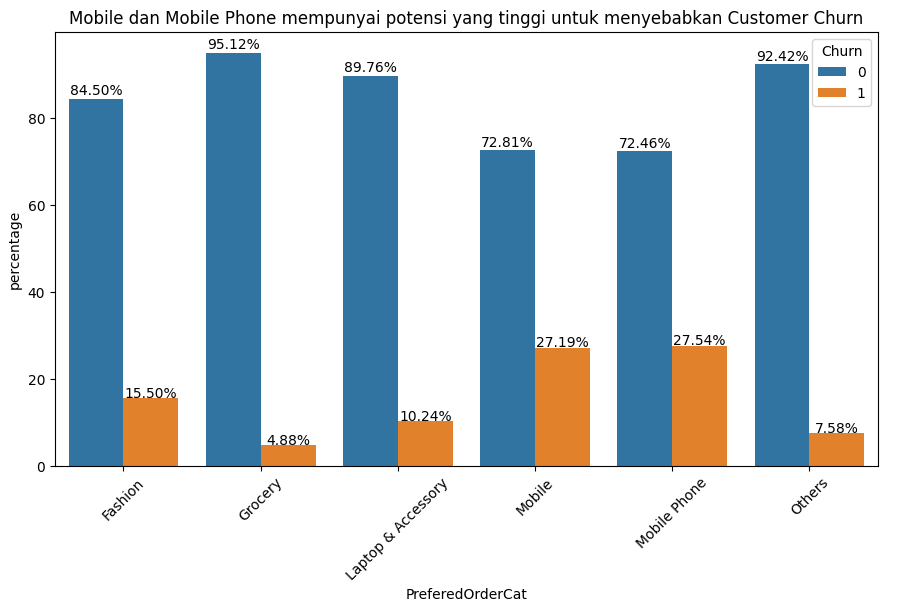 Mobile dan Mobile Phone mempunyai potensi yang tinggi untuk menyebabkan Customer Churn
Churn
0
1
84.50%
95.12%
89.76%
72.81%
72.46%
92.42%
15.50%
4.88%
10.24%
27.19%
27.54%
7.58%
percentage
80
60
40
20
0
Fashion
Grocery
Laptop & Accessory
Mobile
Mobile Phone
Others
PreferedOrderCat